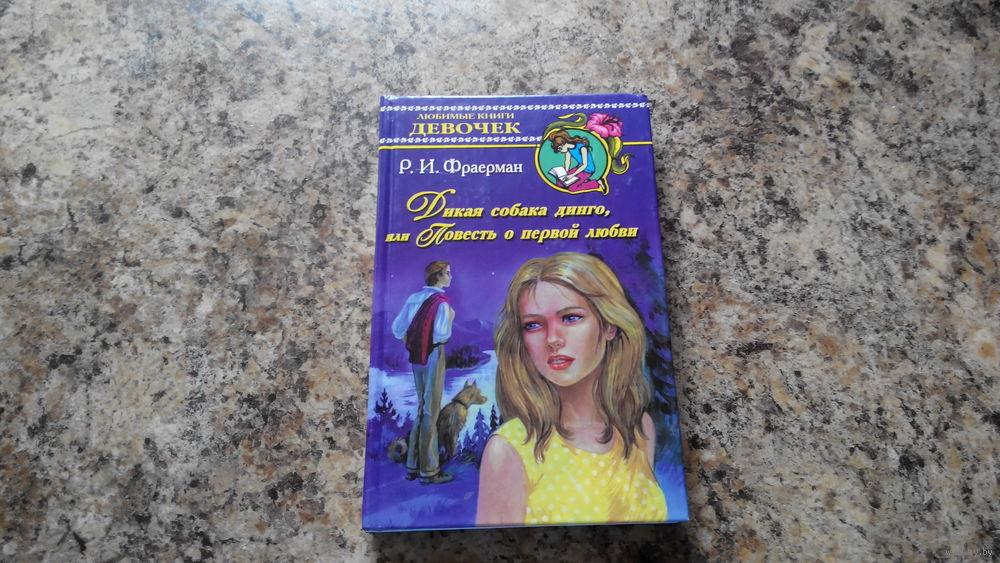 ЛЮБИМЫЕ КНИГИ
ДЕВОЧЕК
Р. И. Фраерман
Дикая собака динго,
или Повесть о первой любви